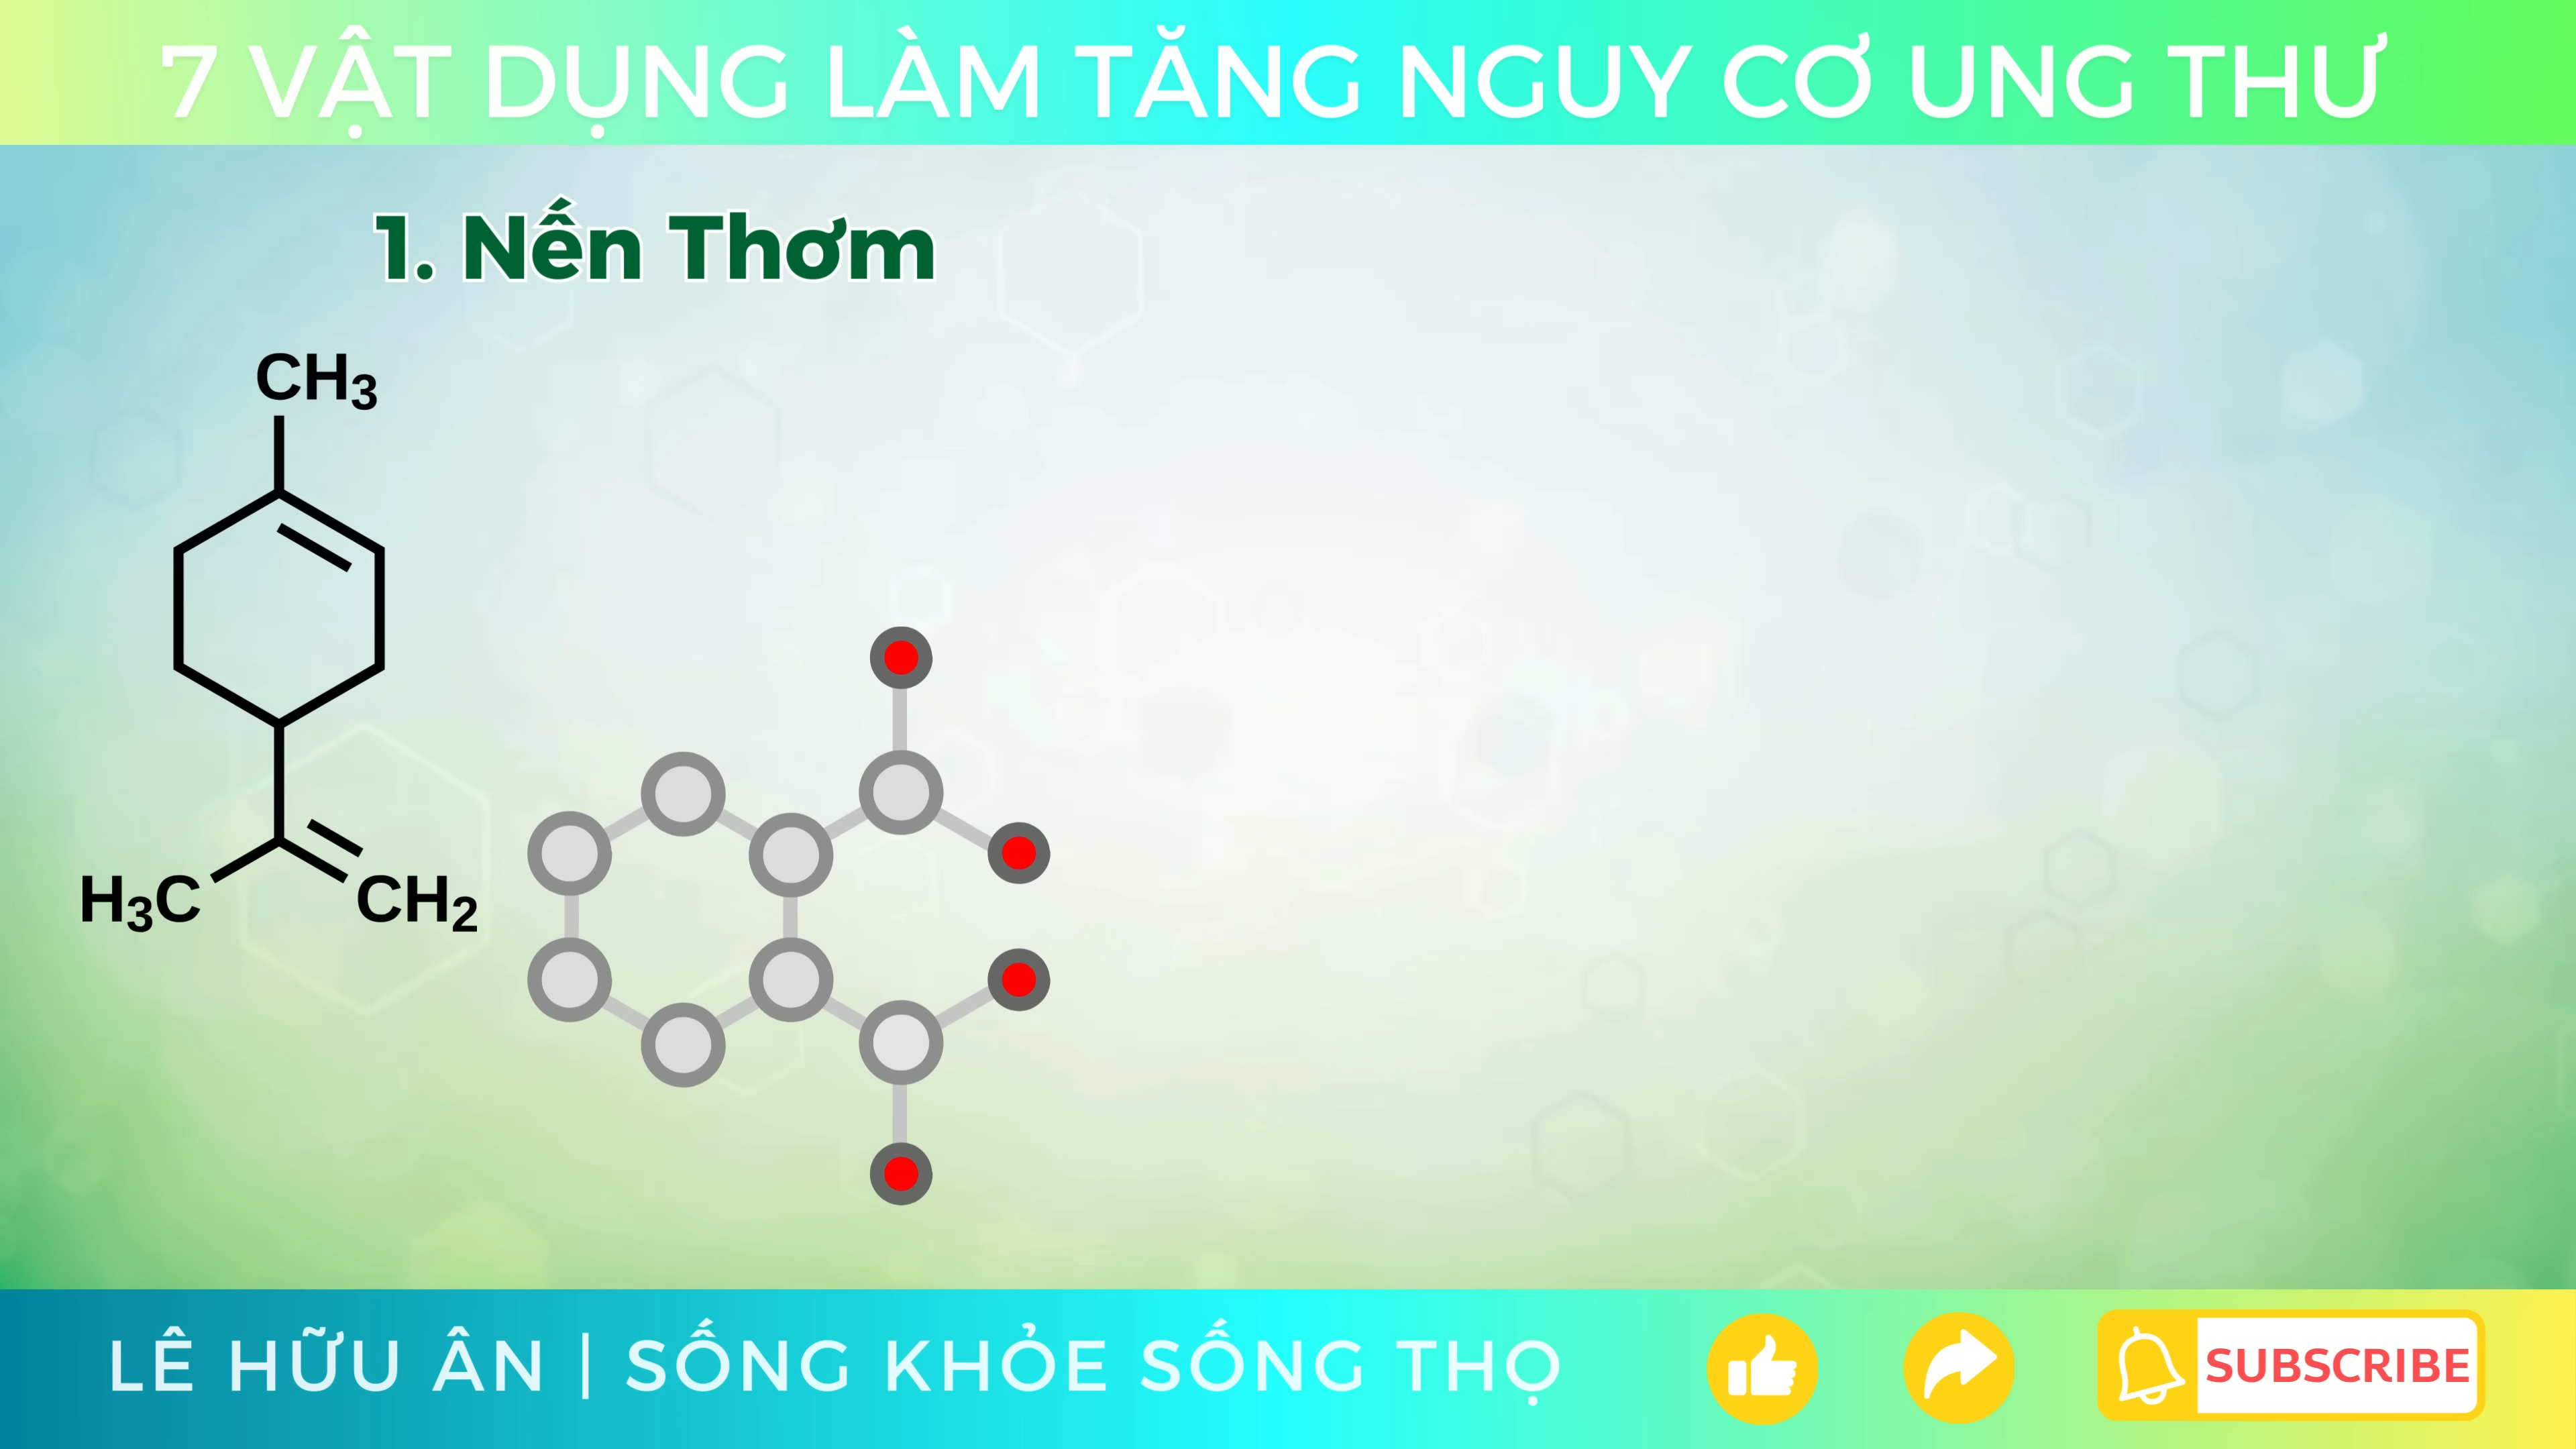 7 VẬT DỤNG LÀM TĂNG NGUY CƠ UNG THƯ
1. Nến Thơm
CH3
H3C
CH2
LÊ HỮU ÂN | SỐNG KHỎE SỐNG THỌ
SUBSCRIBE